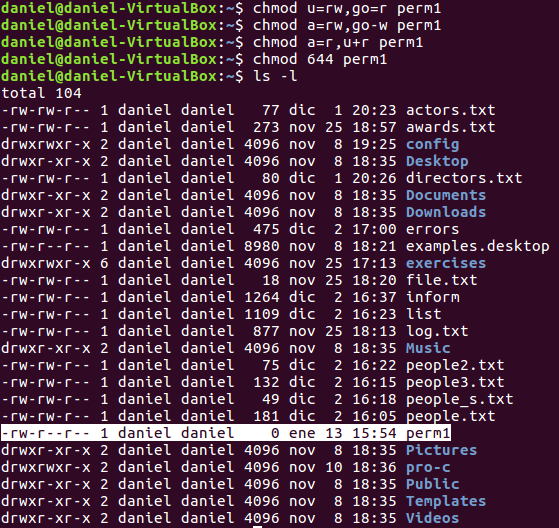 daniel@daniel-VirtualBox:~$ chmod u=rw,go=r perm1
daniel@daniel-VirtualBox:~$ chmod a=rw,go-w perm1
daniel@daniel-VirtualBox:~$ chmod a=r,u+r perm1
daniel@daniel-VirtualBox:~$ chmod 644 perm1
daniel@daniel-VirtualBox:~$ ls -l
total 104
-rw-rw-r-- 1 daniel daniel   77 dic  1 20:23 actors.txt
-rw-rw-r-- 1 daniel daniel  273 nov 25 18:57 awards.txt
drwxrwxr-x 2 daniel daniel 4096 nov  8 19:25 config
drwxr-xr-x 2 daniel daniel 4096 nov  8 18:35 Desktop
-rw-rw-r-- 1 daniel daniel   80 dic  1 20:26 directors.txt
drwxr-xr-x 2 daniel daniel 4096 nov  8 18:35 Documents
drwxr-xr-x 2 daniel daniel 4096 nov  8 18:35 Downloads
-rw-rw-r-- 1 daniel daniel  475 dic  2 17:00 errors
-rw-r--r-- 1 daniel daniel 8980 nov  8 18:21 examples.desktop
drwxrwxr-x 6 daniel daniel 4096 nov 25 17:13 exercises
-rw-rw-r-- 1 daniel daniel   18 nov 25 18:20 file.txt
-rw-rw-r-- 1 daniel daniel 1264 dic  2 16:37 inform
-rw-rw-r-- 1 daniel daniel 1109 dic  2 16:23 list
-rw-rw-r-- 1 daniel daniel  877 nov 25 18:13 log.txt
drwxr-xr-x 2 daniel daniel 4096 nov  8 18:35 Music
-rw-rw-r-- 1 daniel daniel   75 dic  2 16:22 people2.txt
-rw-rw-r-- 1 daniel daniel  132 dic  2 16:15 people3.txt
-rw-rw-r-- 1 daniel daniel   49 dic  2 16:18 people_s.txt
-rw-rw-r-- 1 daniel daniel  181 dic  2 16:05 people.txt
-rw-r--r-- 1 daniel daniel    0 ene 13 15:54 perm1
drwxr-xr-x 2 daniel daniel 4096 nov  8 18:35 Pictures
drwxrwxr-x 2 daniel daniel 4096 nov 10 18:36 pro-c
drwxr-xr-x 2 daniel daniel 4096 nov  8 18:35 Public
drwxr-xr-x 2 daniel daniel 4096 nov  8 18:35 Templates
drwxr-xr-x 2 daniel daniel 4096 nov  8 18:35 Videos